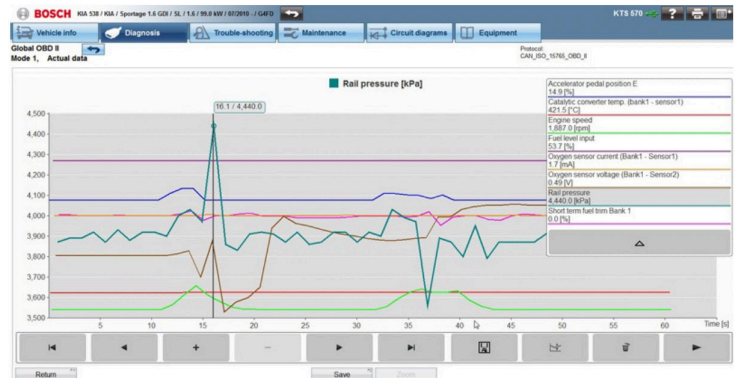 BOSCH KIA 538 / KIA / Sportage 1.6 GDI / SL / 1.6 / 99.0 kW / 07/2010 - / G4FD
KTS 570
?
Vehicle info
Diagnosis
Trouble-shooting
Maintenance
Circuit diagrams
Equipment
Global OBD II
Mode 1, Actual data
Protocol:
CAN_ISO_15765_OBD_II
Rail pressure [kPa]
16.1 / 4,440.0
4,500
4,400
4,300
4,200
4,100
4,000
3,900
3,800
3,700
3,600
3,500
5 10 15 20 25 30 35 40 45 50 55 60 Time [s]
Accelerator pedal position E
14.9 [%]
Catalytic converter temp. (bank1 - sensor1)
421.5 [°C]
Engine speed
1,887.0 [rpm]
Fuel level input
53.7 [%]
Oxygen sensor current (Bank1 - Sensor1)
1.7 [mA]
Oxygen sensor voltage (Bank1 - Sensor2)
0.49 [V]
Rail pressure
4,440.0 [kPa]
Short term fuel trim Bank 1
0.0 [%]
Return
Save
Zoom